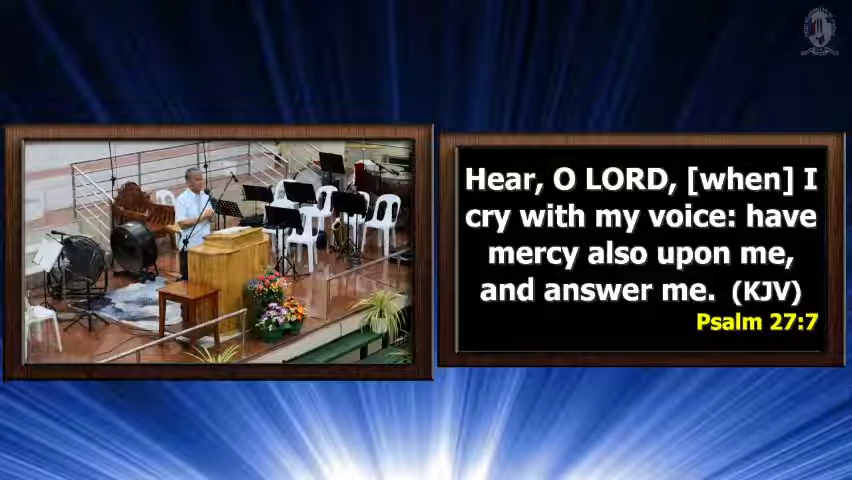 Hear, O LORD, [when] I
cry with my voice: have
mercy also upon me,
and answer me. (KJV)
Psalm 27:7